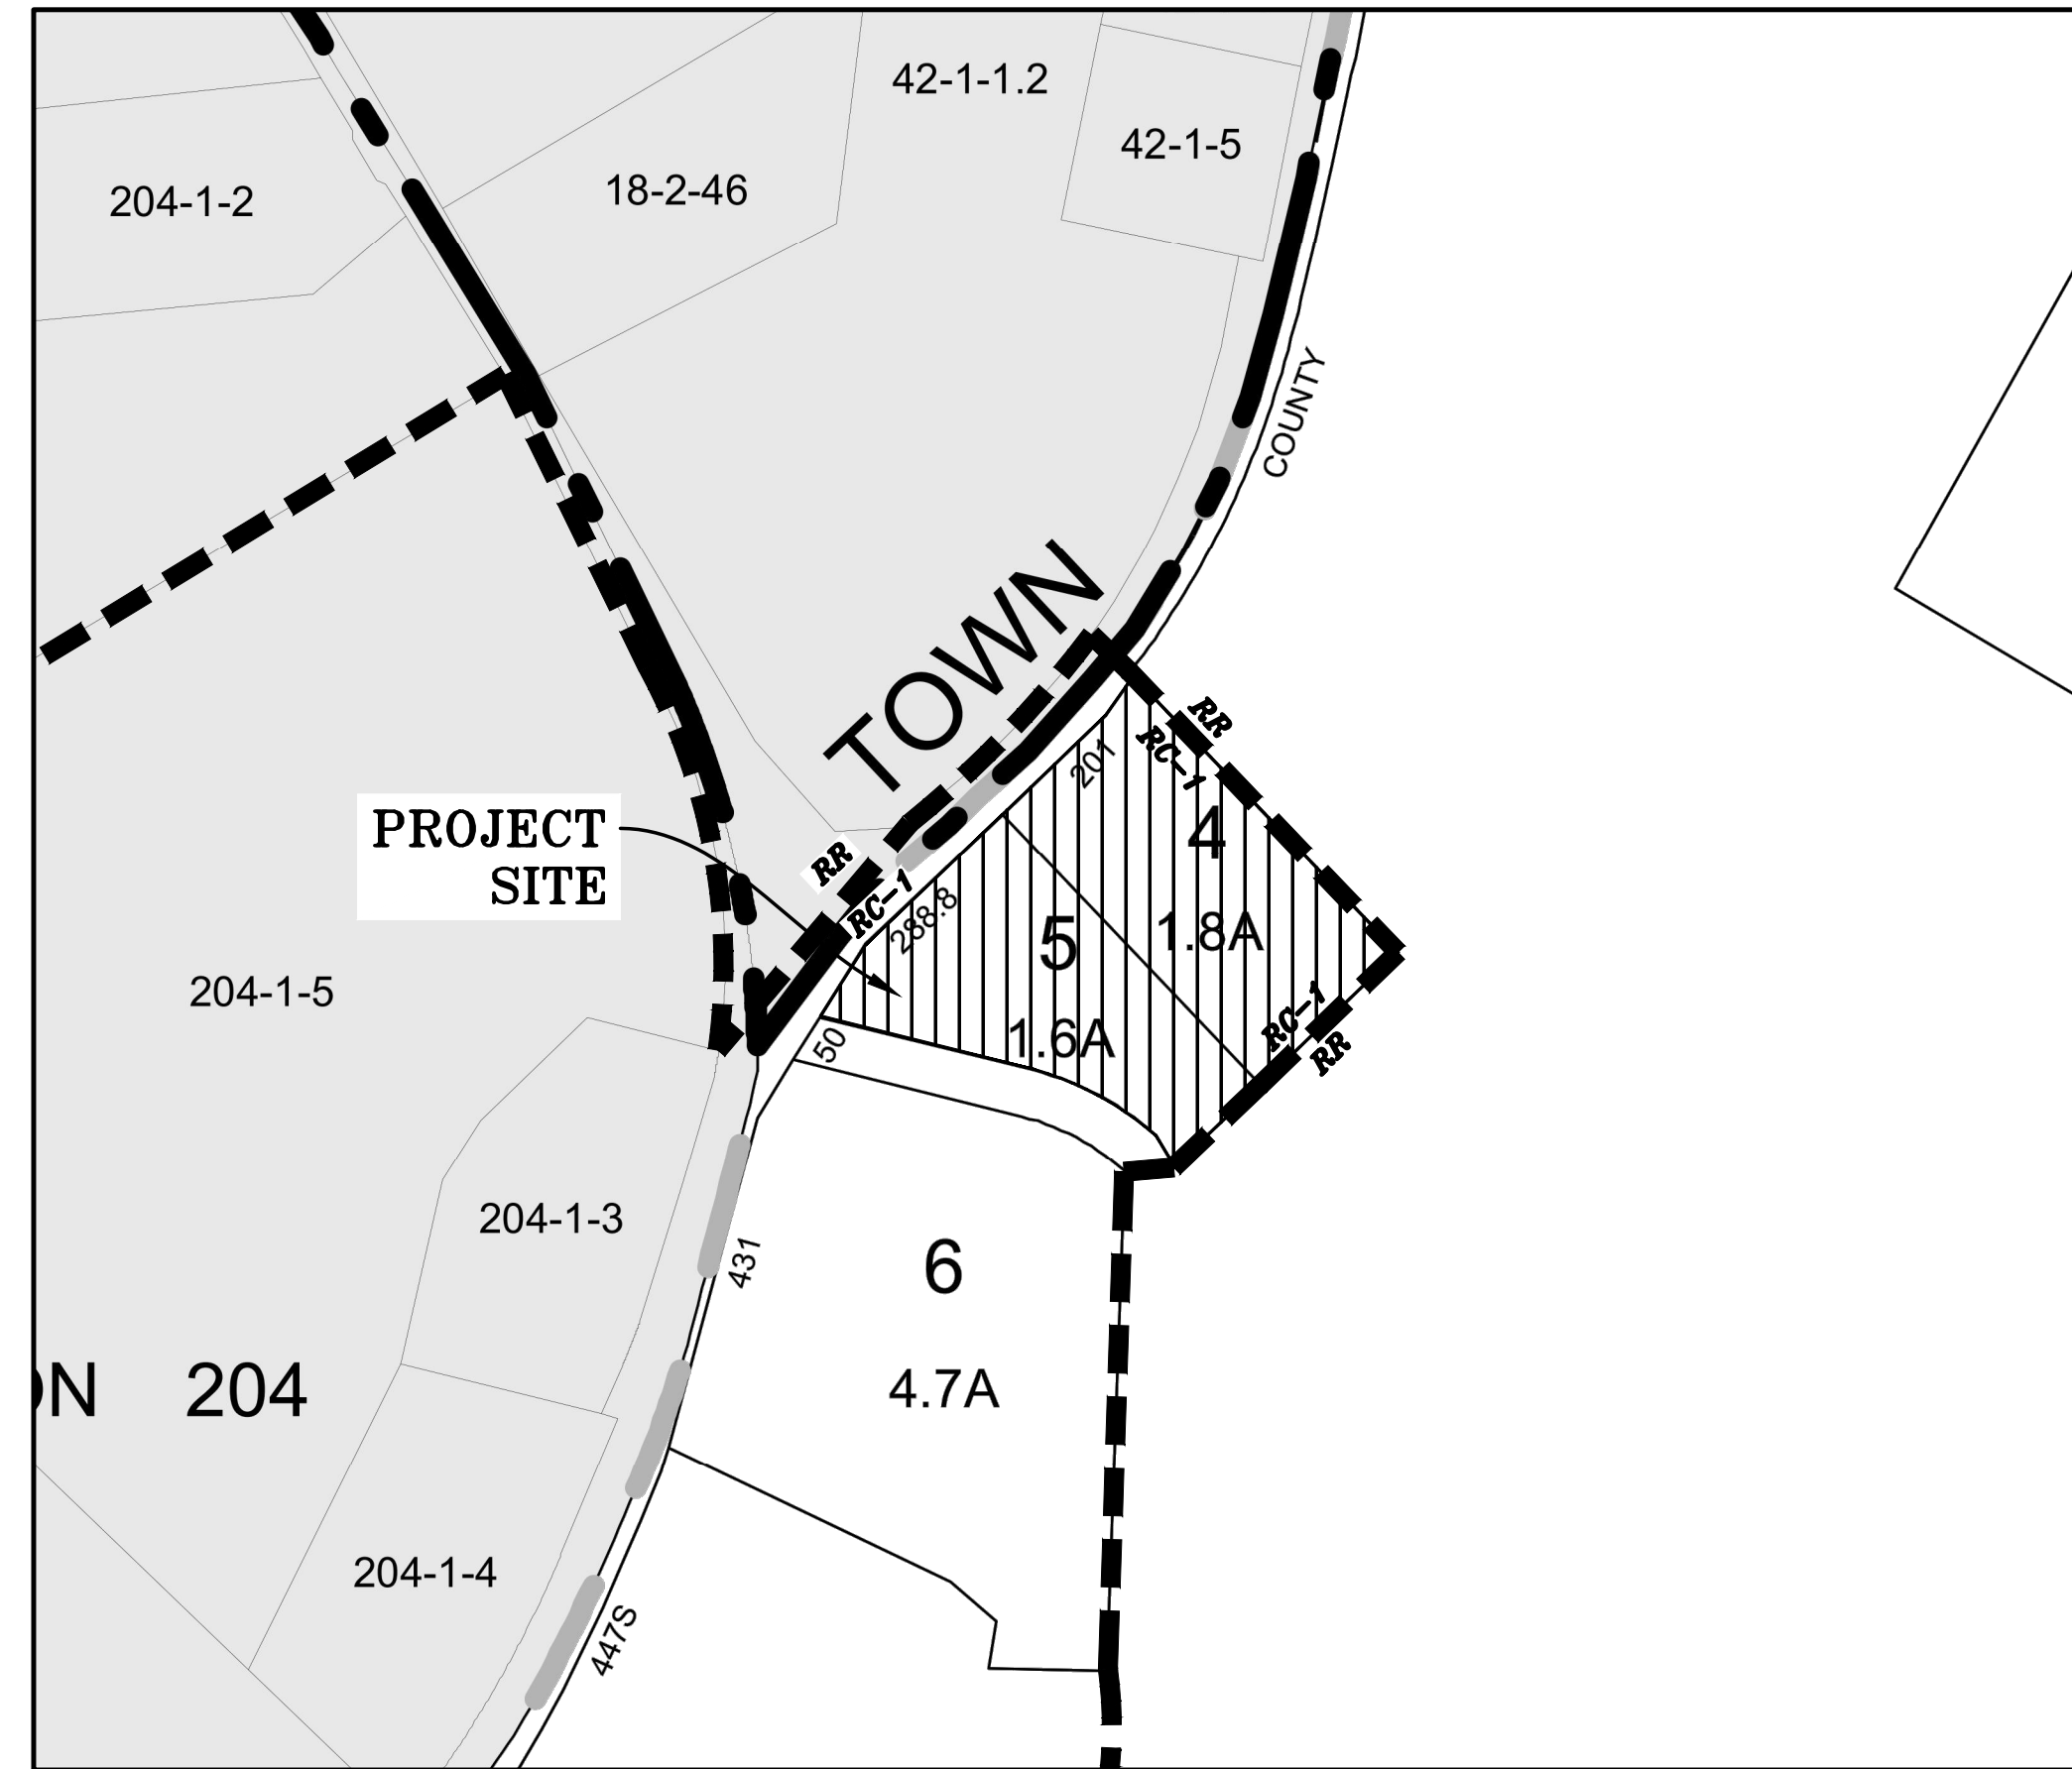 42-1-1.2
42-1-5
204-1-2
18-2-46
COUNTY
TOWN
RR
RC-1
201
4
1.8A
PROJECT
SITE
RR
RC-1
288.8
5
1.6A
50
RC-1
RR
204-1-5
204-1-3
431
6
4.7A
N 204
204-1-4
447S